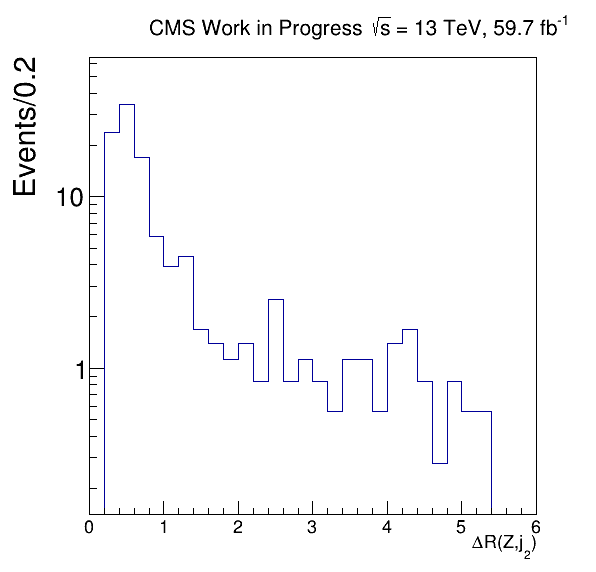 CMS Work in Progress √s = 13 TeV, 59.7 fb⁻¹
Events/0.2
10
1
0 1 2 3 4 5 6
ΔR(Z,j₂)